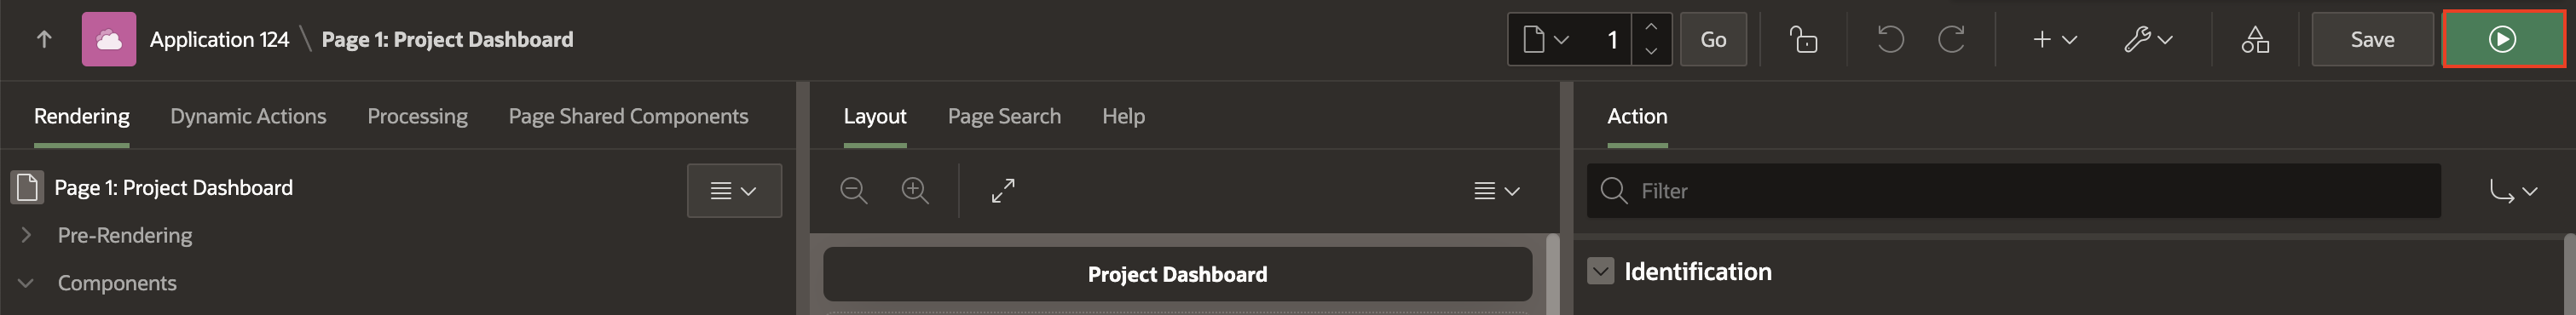 Application 124 \ Page 1: Project Dashboard 1 Go Save
Rendering Dynamic Actions Processing Page Shared Components Layout Page Search Help Action
Page 1: Project Dashboard Filter
Pre-Rendering
Components Project Dashboard Identification